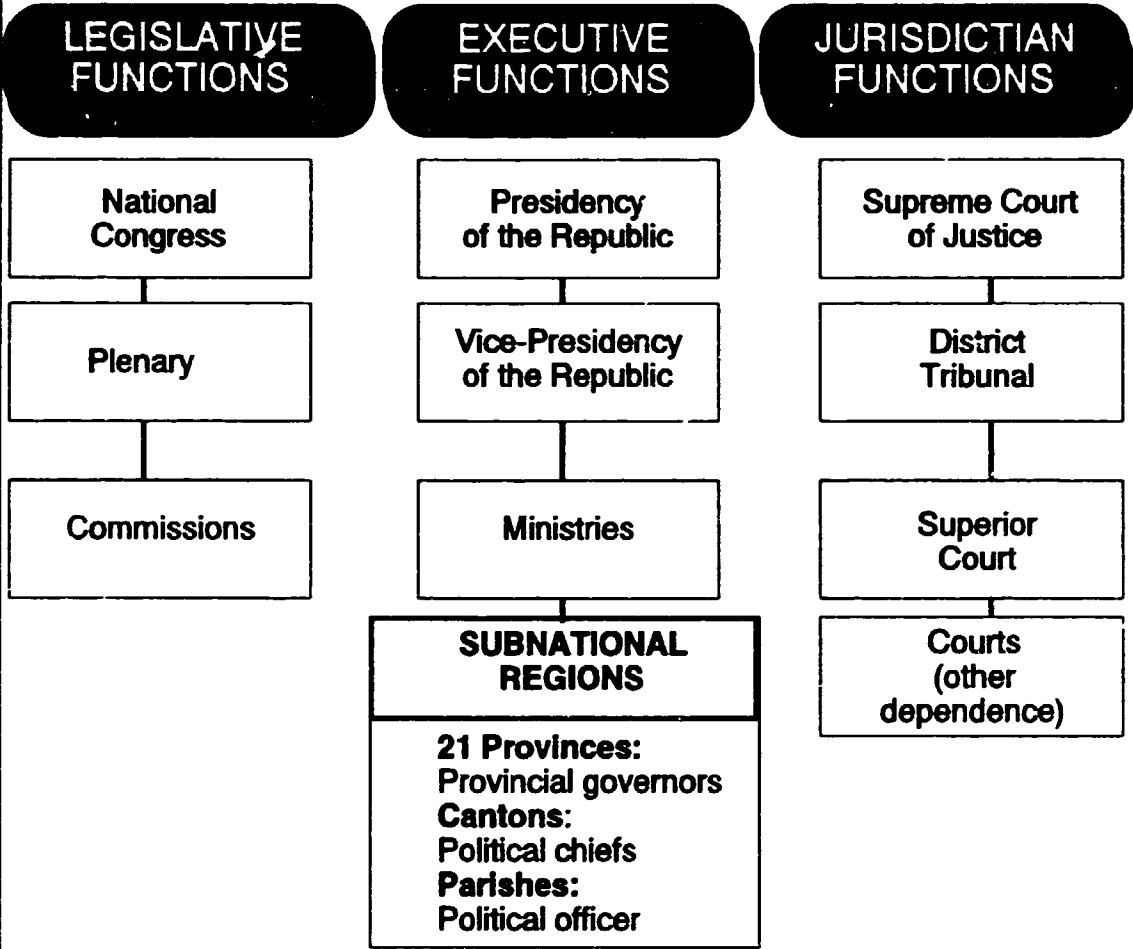 LEGISLATIVE
FUNCTIONS
National
Congress
Plenary
Commissions
EXECUTIVE
FUNCTIONS
Presidency
of the Republic
Vice-Presidency
of the Republic
Ministries
SUBNATIONAL
REGIONS
21 Provinces:
Provincial governors
Cantons:
Political chiefs
Parishes:
Political officer
JURISDICTIAN
FUNCTIONS
Supreme Court
of Justice
District
Tribunal
Superior
Court
Courts
(other
dependence)